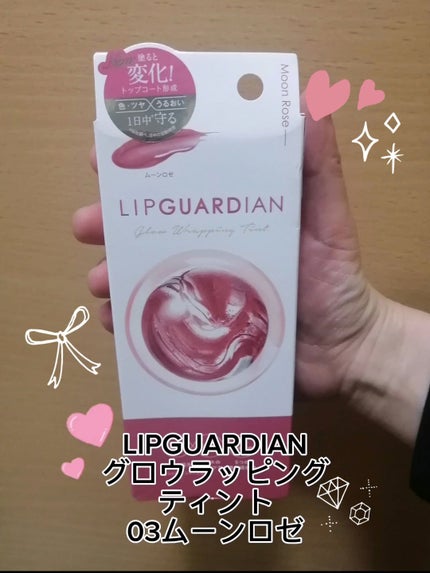 塗ると
変化!
トップコート形成
色・ツヤ×うるおい
1日中*守る
Moon Rose
ムーンロゼ
LIPGUARDIAN
Glow Wrapping Tint
LIPGUARDIAN
グロウラッピング
ティント
03ムーンロゼ